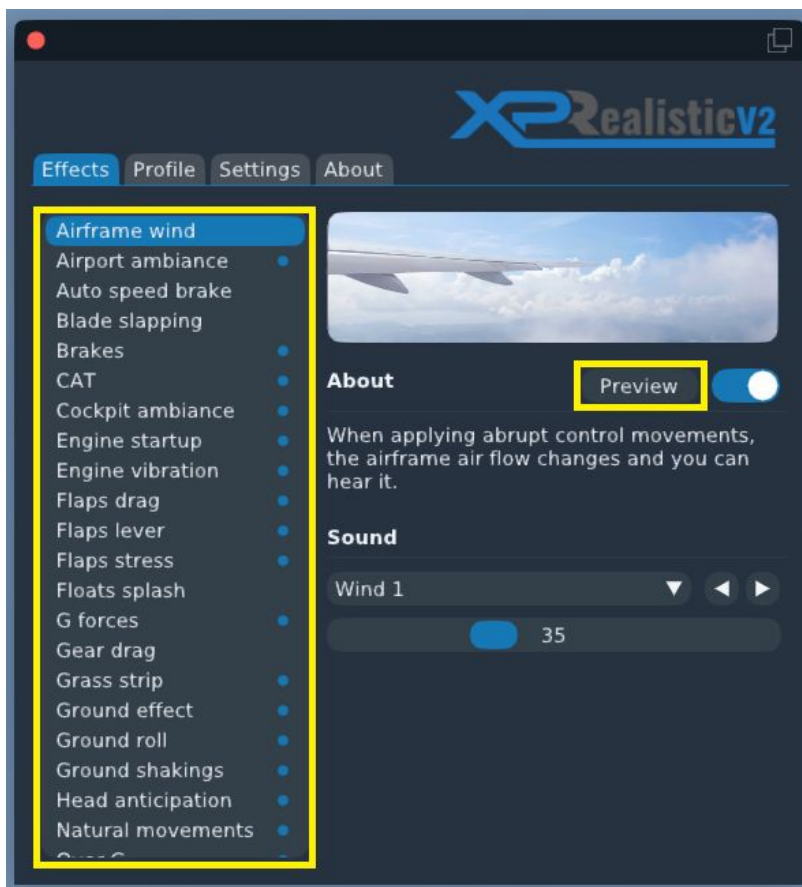 XPRealisticV2
Effects Profile Settings About
Airframe wind
Airport ambiance
Auto speed brake
Blade slapping
Brakes
CAT
Cockpit ambiance
Engine startup
Engine vibration
Flaps drag
Flaps lever
Flaps stress
Floats splash
G forces
Gear drag
Grass strip
Ground effect
Ground roll
Ground shakings
Head anticipation
Natural movements
About
Preview
When applying abrupt control movements,
the airframe air flow changes and you can
hear it.
Sound
Wind 1
35